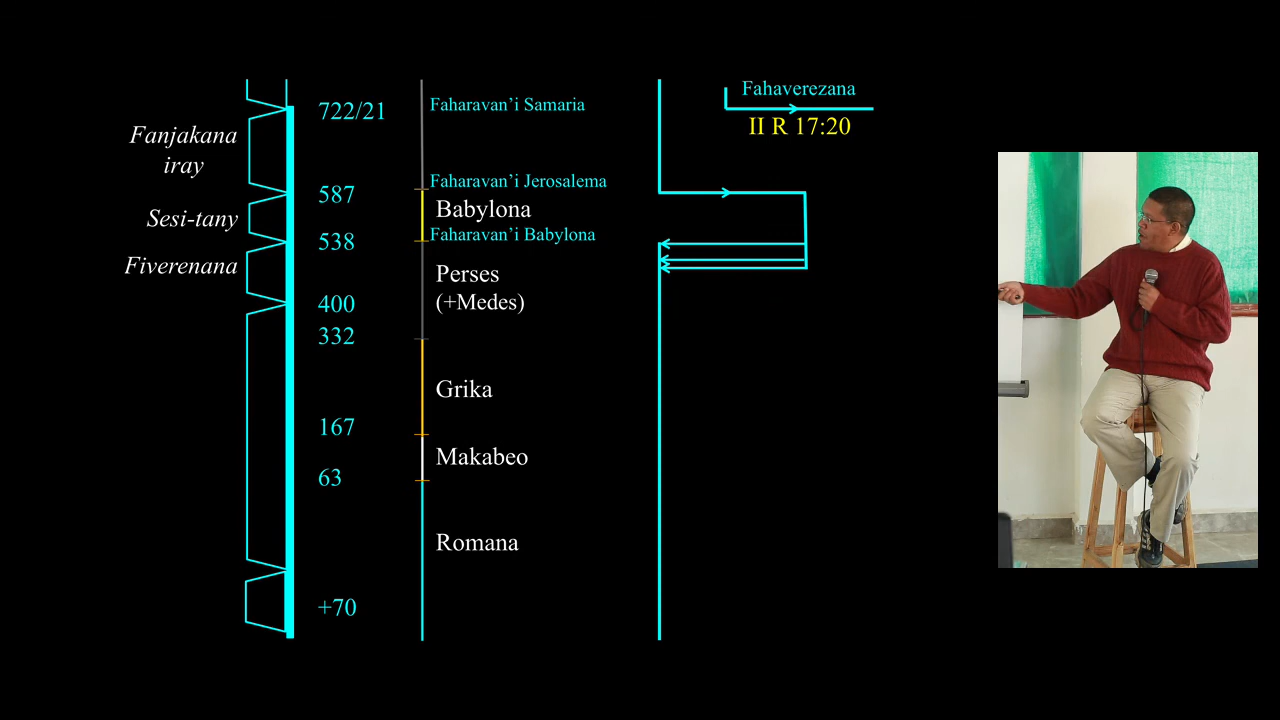 Fahaverezana
722/21
Faharavan'i Samaria
II R 17:20
Fanjakana
iray
Faharavan'i Jerosalema
587
Babylona
Sesi-tany
Faharavan'i Babylona
538
Fiverenana
Perses
(+Medes)
400
332
Grika
167
Makabeo
63
Romana
+70